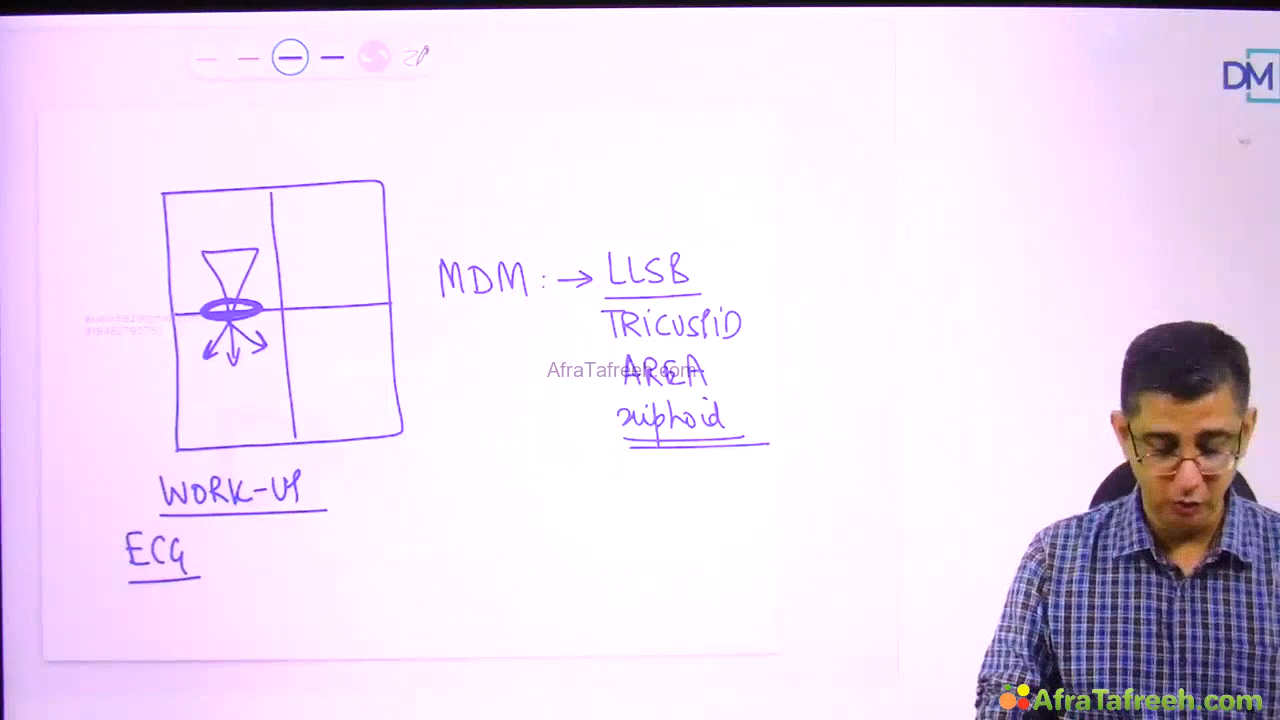 DM
MDM : → LLSB
TRICUSPID
AREA
xiphoid
AfraTafreeh.com
WORK-UP
ECG
AfraTafreeh.com